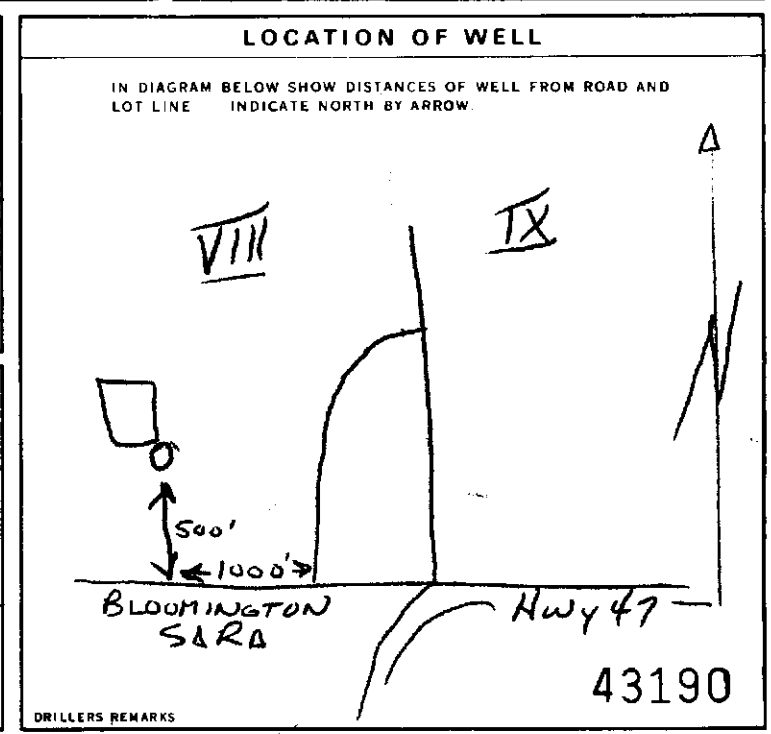 LOCATION OF WELL
IN DIAGRAM BELOW SHOW DISTANCES OF WELL FROM ROAD AND
LOT LINE INDICATE NORTH BY ARROW.
VIII
IX
N
500'
1000'
BLOOMINGTON
SARA
Hwy 47
43190
DRILLERS REMARKS